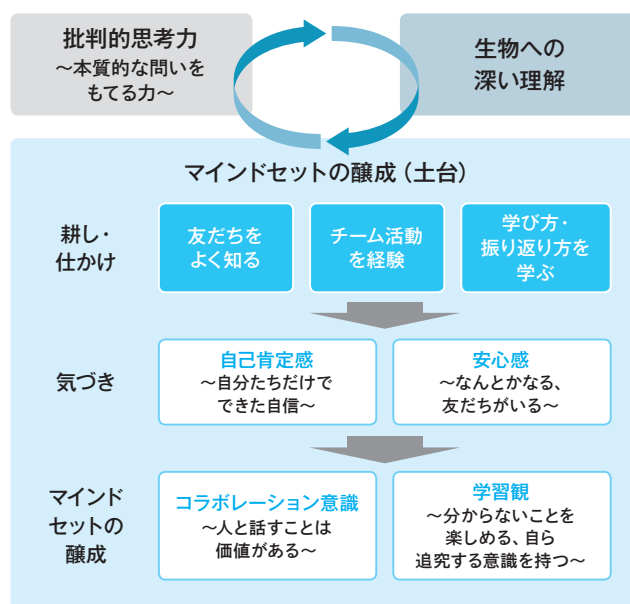 批判的思考力
〜本質的な問いを
もてる力〜
生物への
深い理解
マインドセットの醸成（土台）
耕し・
仕かけ
友だちを
よく知る
チーム活動
を経験
学び方・
振り返り方を
学ぶ
気づき
自己肯定感
〜自分たちだけで
できた自信〜
安心感
〜なんとかなる、
友だちがいる〜
マインド
セットの
醸成
コラボレーション意識
〜人と話すことは
価値がある〜
学習観
〜分からないことを
楽しめる、自ら
追究する意識を持つ〜